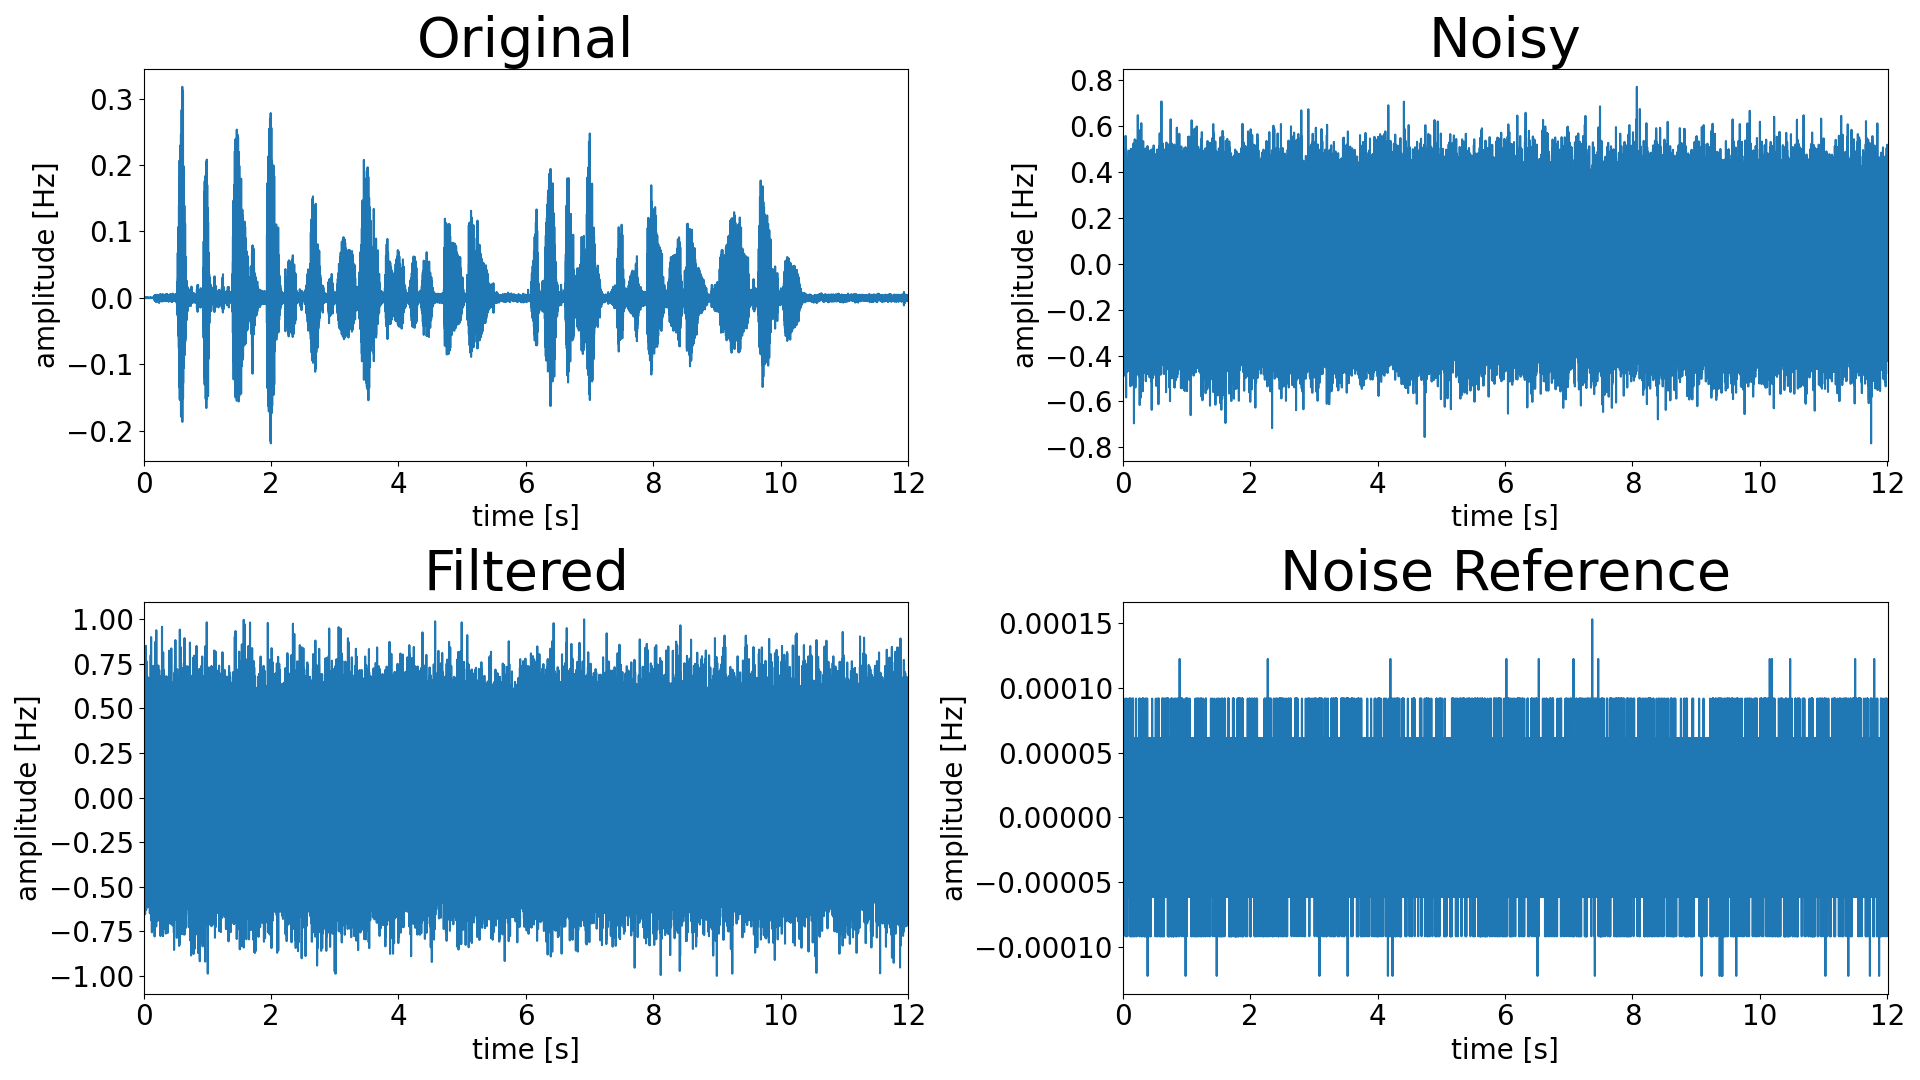 Original
amplitude [Hz]
0.3
0.2
0.1
0.0
−0.1
−0.2
0 2 4 6 8 10 12
time [s]
Noisy
amplitude [Hz]
0.8
0.6
0.4
0.2
0.0
−0.2
−0.4
−0.6
−0.8
0 2 4 6 8 10 12
time [s]
Filtered
amplitude [Hz]
1.00
0.75
0.50
0.25
0.00
−0.25
−0.50
−0.75
−1.00
0 2 4 6 8 10 12
time [s]
Noise Reference
amplitude [Hz]
0.00015
0.00010
0.00005
0.00000
−0.00005
−0.00010
0 2 4 6 8 10 12
time [s]